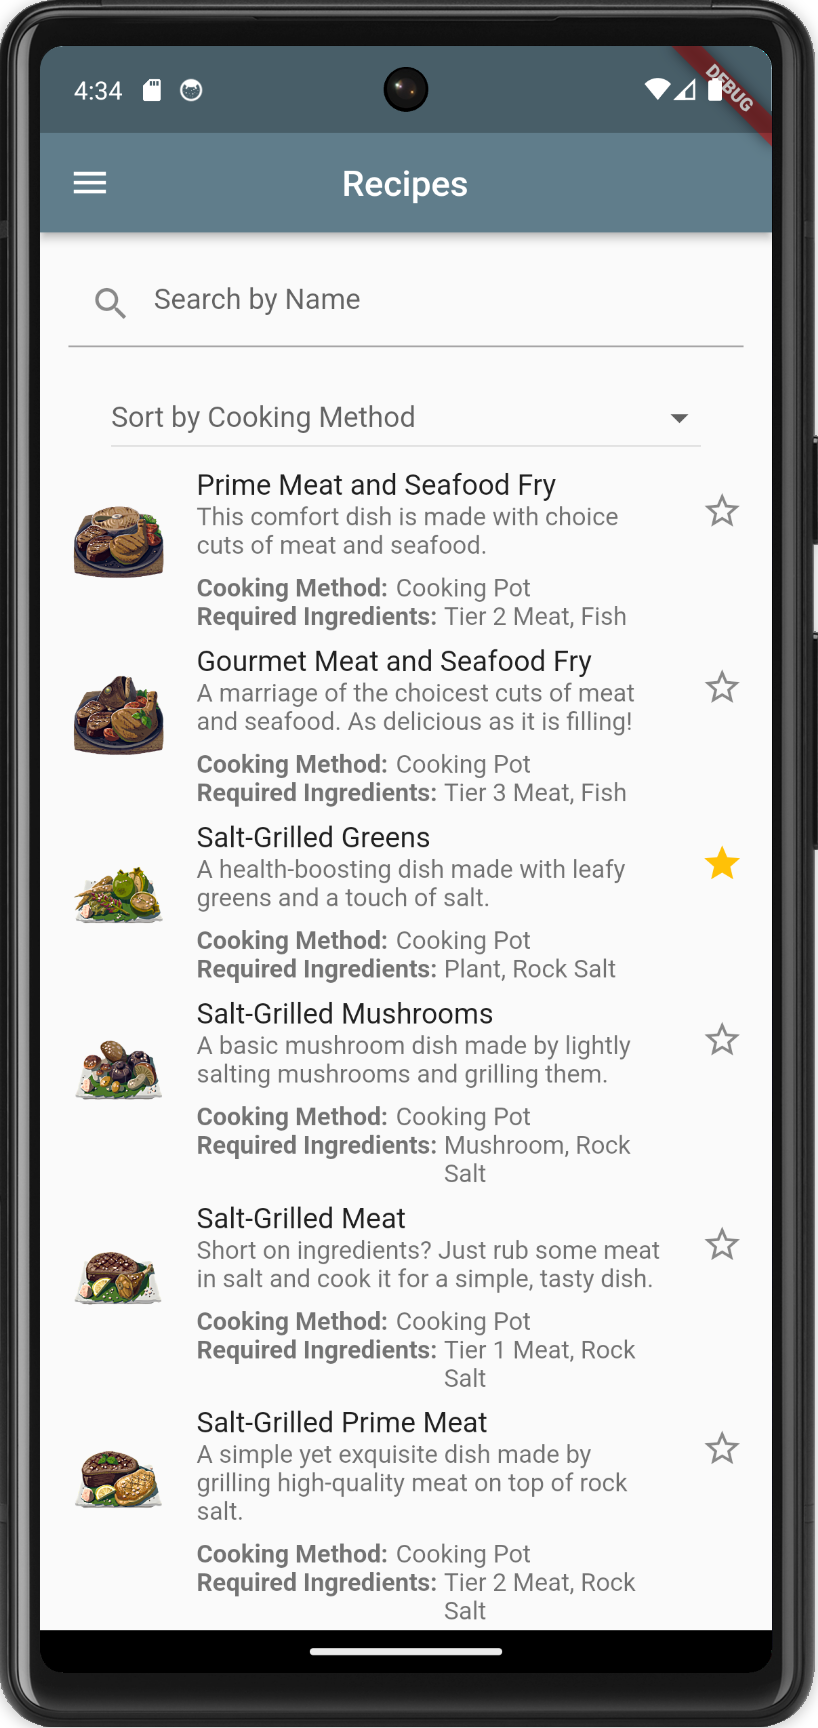 4:34
DEBUG
Recipes
Search by Name
Sort by Cooking Method
Prime Meat and Seafood Fry
This comfort dish is made with choice
cuts of meat and seafood.
Cooking Method: Cooking Pot
Required Ingredients: Tier 2 Meat, Fish
Gourmet Meat and Seafood Fry
A marriage of the choicest cuts of meat
and seafood. As delicious as it is filling!
Cooking Method: Cooking Pot
Required Ingredients: Tier 3 Meat, Fish
Salt-Grilled Greens
A health-boosting dish made with leafy
greens and a touch of salt.
Cooking Method: Cooking Pot
Required Ingredients: Plant, Rock Salt
Salt-Grilled Mushrooms
A basic mushroom dish made by lightly
salting mushrooms and grilling them.
Cooking Method: Cooking Pot
Required Ingredients: Mushroom, Rock
Salt
Salt-Grilled Meat
Short on ingredients? Just rub some meat
in salt and cook it for a simple, tasty dish.
Cooking Method: Cooking Pot
Required Ingredients: Tier 1 Meat, Rock
Salt
Salt-Grilled Prime Meat
A simple yet exquisite dish made by
grilling high-quality meat on top of rock
salt.
Cooking Method: Cooking Pot
Required Ingredients: Tier 2 Meat, Rock
Salt